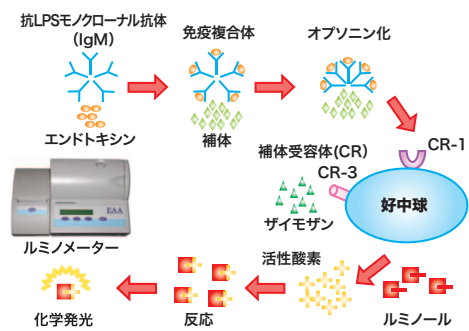 抗LPSモノクローナル抗体
(IgM)
免疫複合体
オプソニン化
エンドトキシン
補体
CR-1
補体受容体(CR)
CR-3
好中球
ザイモザン
EAA
ルミノメーター
活性酸素
化学発光
反応
ルミノール